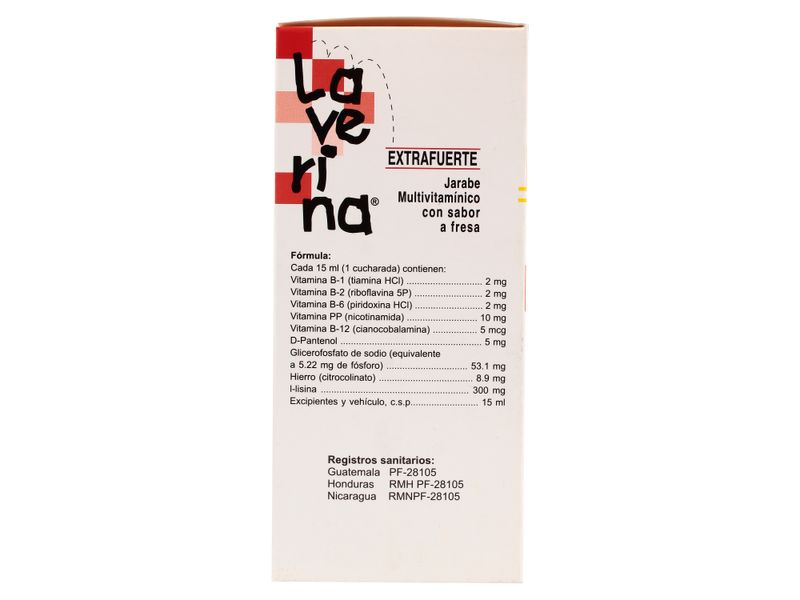 La
ve
ri
na®
EXTRAFUERTE
Jarabe
Multivitamínico
con sabor
a fresa
Fórmula:
Cada 15 ml (1 cucharada) contienen:
Vitamina B-1 (tiamina HCl) ............................ 2 mg
Vitamina B-2 (riboflavina 5P) ......................... 2 mg
Vitamina B-6 (piridoxina HCl) ......................... 2 mg
Vitamina PP (nicotinamida) ........................... 10 mg
Vitamina B-12 (cianocobalamina) ................. 5 mcg
D-Pantenol .................................................... 5 mg
Glicerofosfato de sodio (equivalente
a 5.22 mg de fósforo) ............................... 53.1 mg
Hierro (citrocolinato) .................................... 8.9 mg
l-lisina ........................................................ 300 mg
Excipientes y vehículo, c.s.p......................... 15 ml
Registros sanitarios:
Guatemala PF-28105
Honduras RMH PF-28105
Nicaragua RMNPF-28105